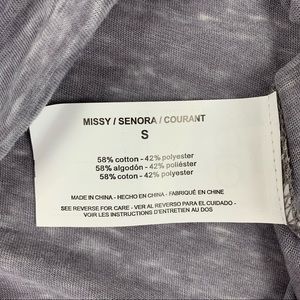 MISSY / SENORA / COURANT
S
58% cotton - 42% polyester
58% algodón - 42% poliéster
58% coton - 42% polyester
MADE IN CHINA - HECHO EN CHINA - FABRIQUÉ EN CHINE
SEE REVERSE FOR CARE - VER AL REVERSO PARA EL CUIDADO -
VOIR LES INSTRUCTIONS D'ENTRETIEN AU DOS